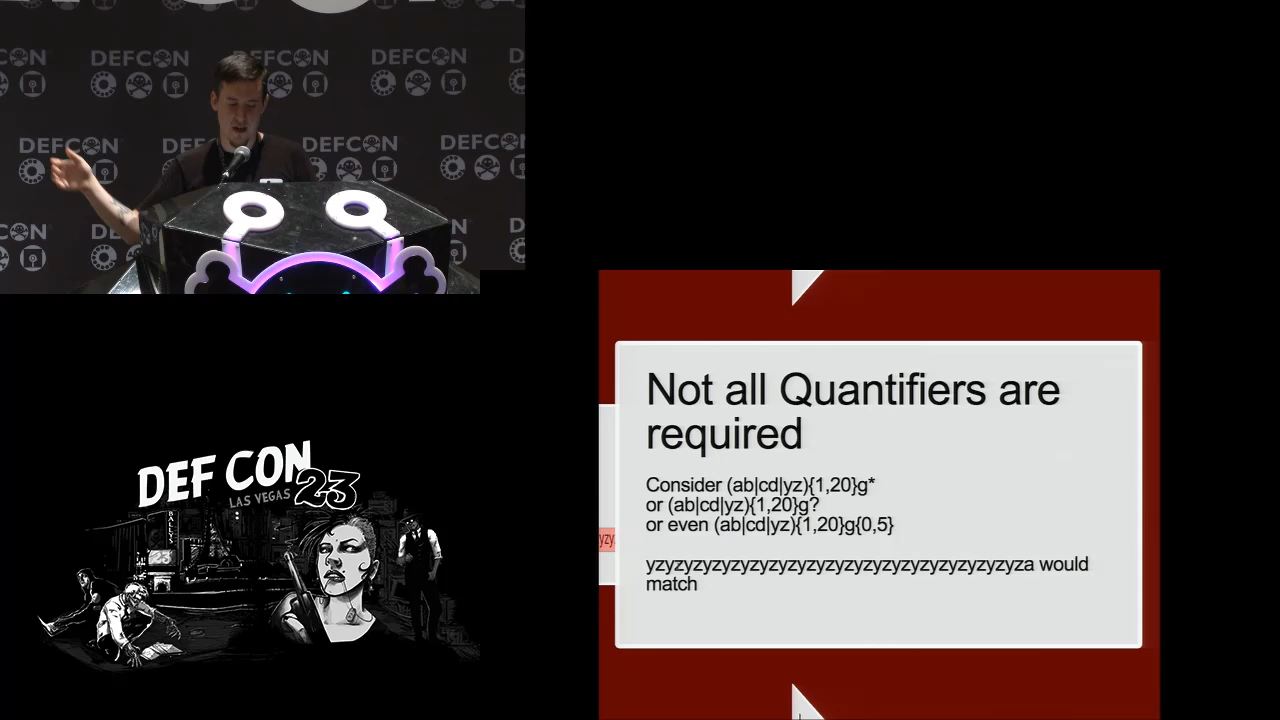 DEFCON DEFCON DEFCON
DEFCON DEFCON DEFCON
DEF CON 23
LAS VEGAS
Not all Quantifiers are
required
Consider (ab|cd|yz){1,20}g*
or (ab|cd|yz){1,20}g?
or even (ab|cd|yz){1,20}g{0,5}
yzyzyzyzyzyzyzyzyzyzyzyzyzyzyzyzyzyzyzyza would
match